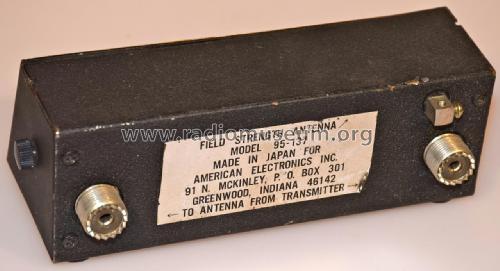 FIELD STRENGTH ANTENNA ↗
MODEL 95-137
MADE IN JAPAN FOR
AMERICAN ELECTRONICS INC.
91 N. MCKINLEY, P. O. BOX 301
GREENWOOD, INDIANA 46142
← TO ANTENNA FROM TRANSMITTER →
www.radiomuseum.org